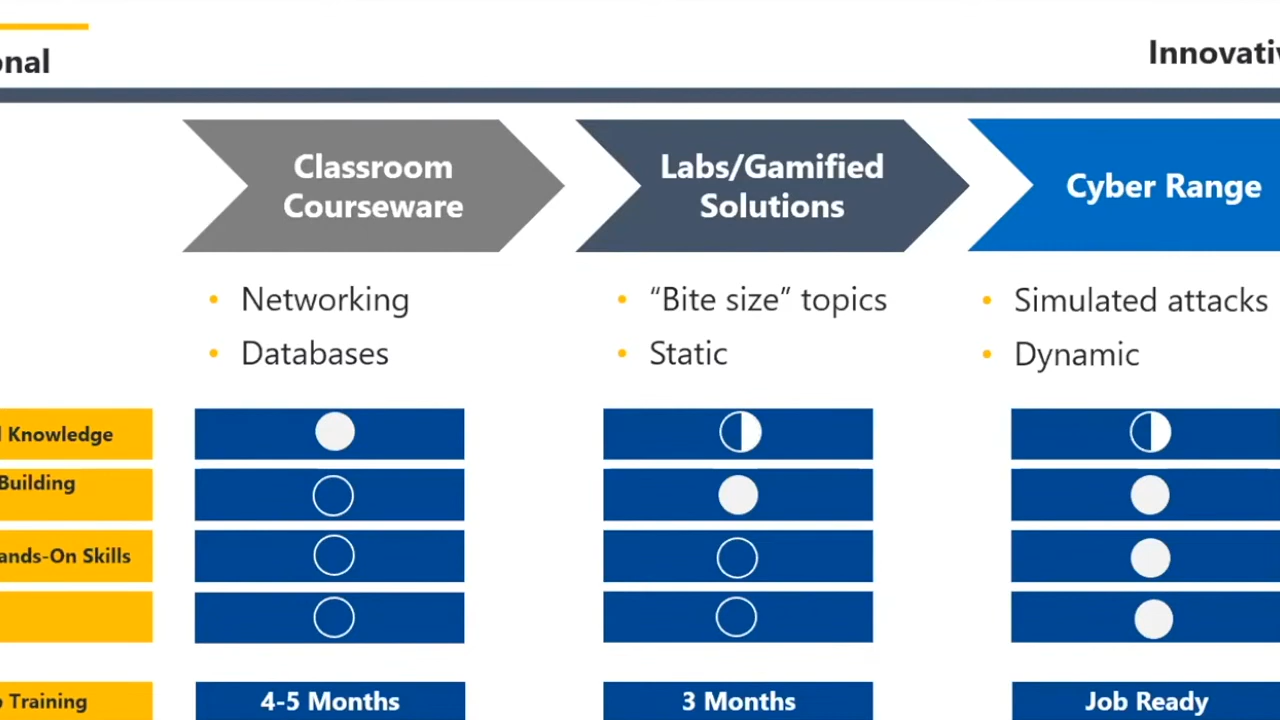 onal
Innovativ
Classroom
Courseware
Labs/Gamified
Solutions
Cyber Range
• Networking
• Databases
• “Bite size” topics
• Static
• Simulated attacks
• Dynamic
l Knowledge
Building
ands-On Skills
o Training
4-5 Months
3 Months
Job Ready